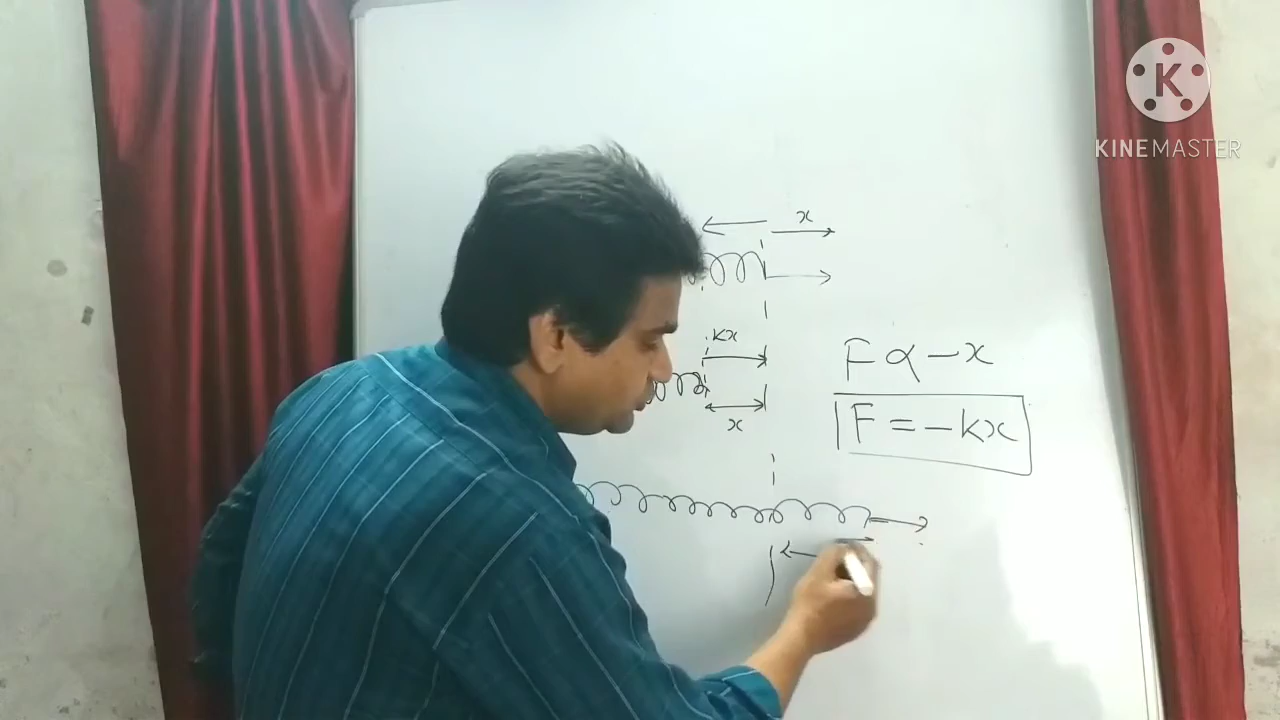 K
KINEMASTER
x
kx
x
F ∝ -x
F = -kx